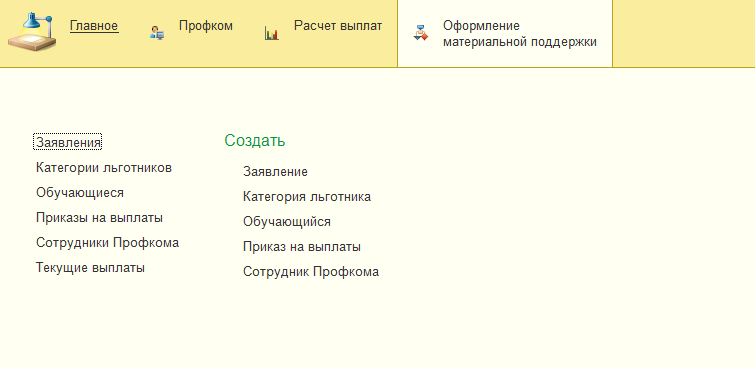 Главное
Профком
Расчет выплат
Оформление
материальной поддержки
Заявления
Категории льготников
Обучающиеся
Приказы на выплаты
Сотрудники Профкома
Текущие выплаты
Создать
Заявление
Категория льготника
Обучающийся
Приказ на выплаты
Сотрудник Профкома